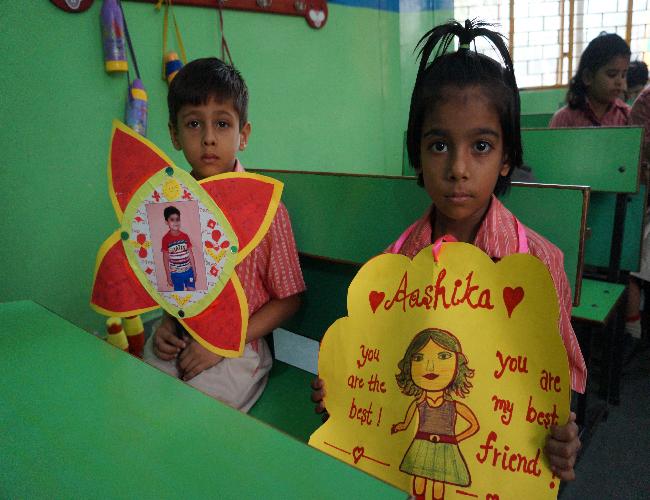 Aashika
you
are the
best!
you are
my best
friend!